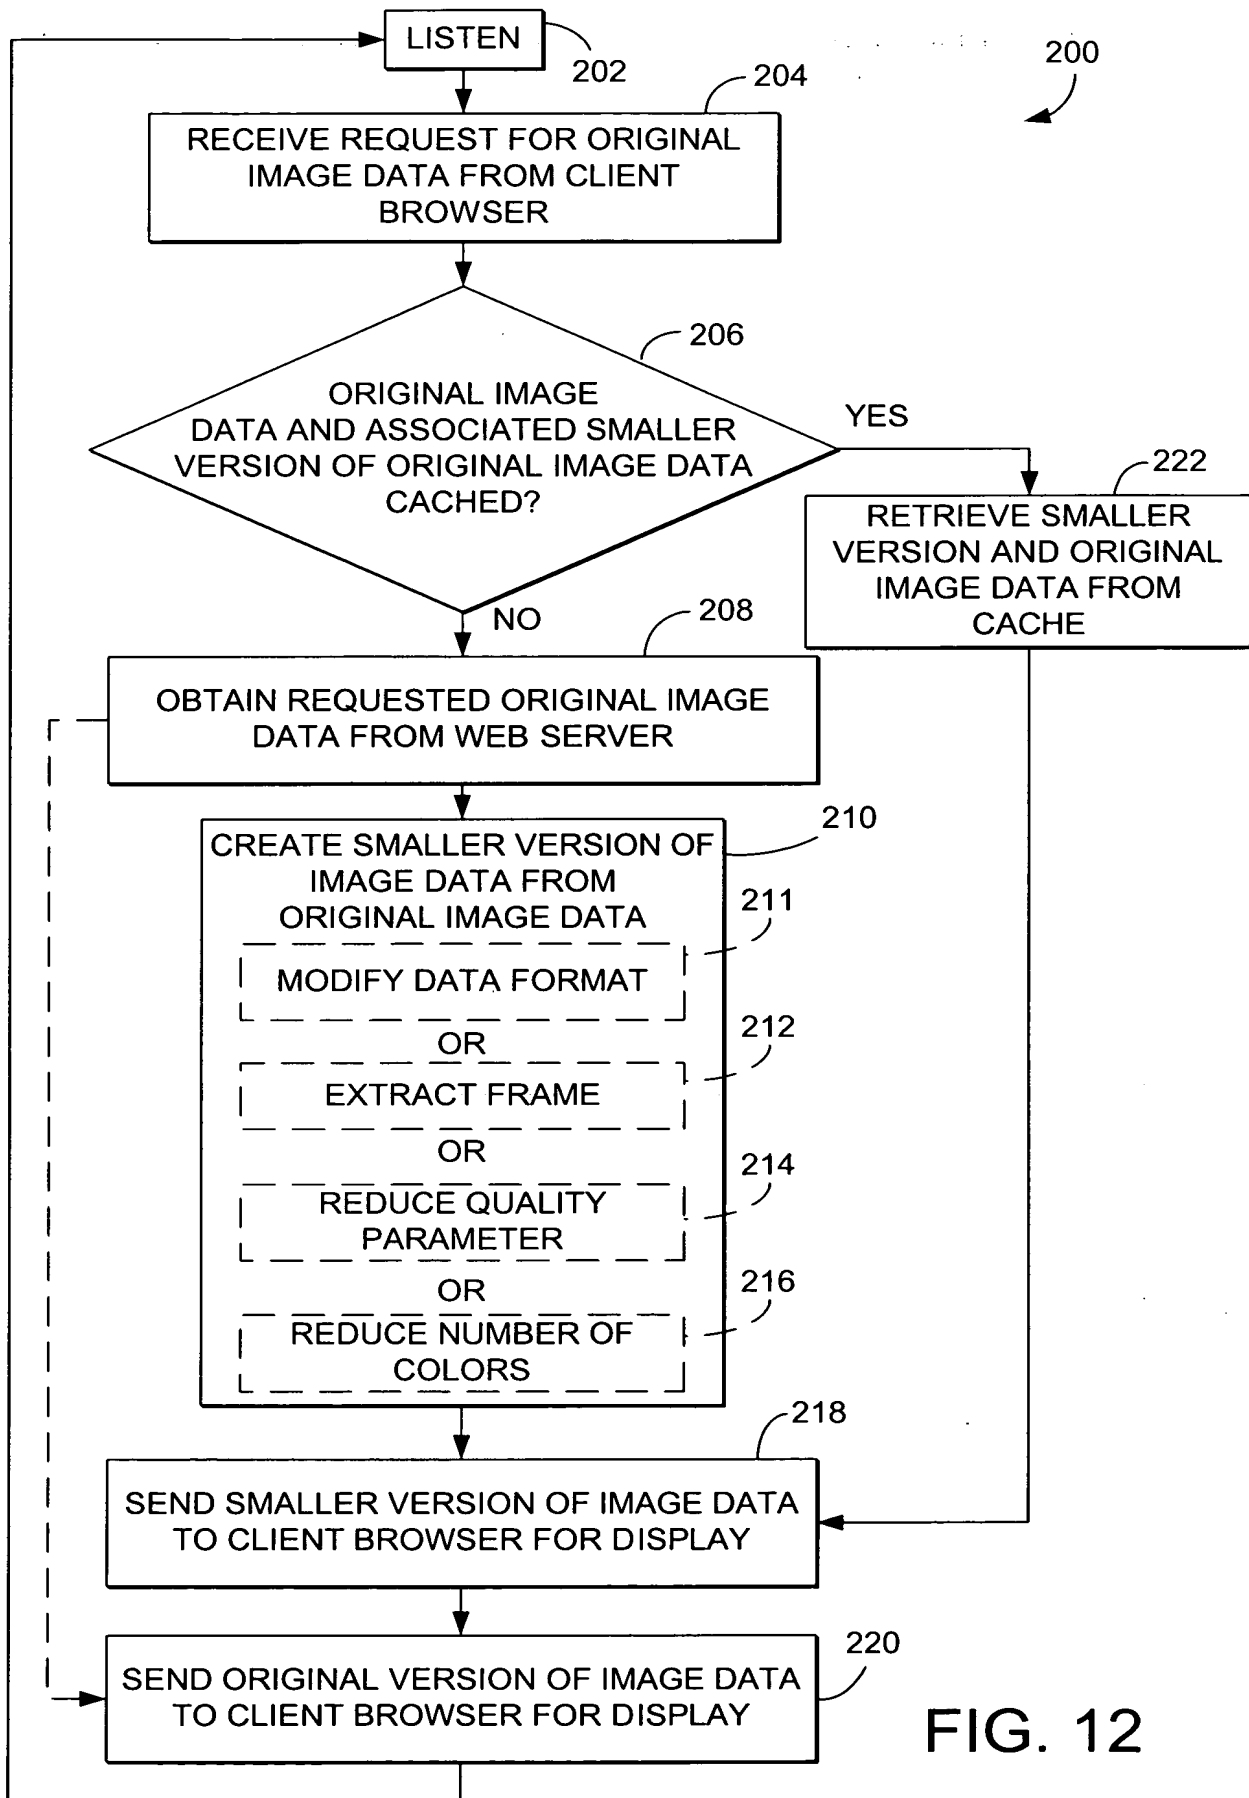 LISTEN
202
200
204
RECEIVE REQUEST FOR ORIGINAL
IMAGE DATA FROM CLIENT
BROWSER
206
ORIGINAL IMAGE
DATA AND ASSOCIATED SMALLER
VERSION OF ORIGINAL IMAGE DATA
CACHED?
YES
222
RETRIEVE SMALLER
VERSION AND ORIGINAL
IMAGE DATA FROM
CACHE
NO
208
OBTAIN REQUESTED ORIGINAL IMAGE
DATA FROM WEB SERVER
210
CREATE SMALLER VERSION OF
IMAGE DATA FROM
ORIGINAL IMAGE DATA
211
MODIFY DATA FORMAT
OR
212
EXTRACT FRAME
OR
214
REDUCE QUALITY
PARAMETER
OR
216
REDUCE NUMBER OF
COLORS
218
SEND SMALLER VERSION OF IMAGE DATA
TO CLIENT BROWSER FOR DISPLAY
220
SEND ORIGINAL VERSION OF IMAGE DATA
TO CLIENT BROWSER FOR DISPLAY
FIG. 12